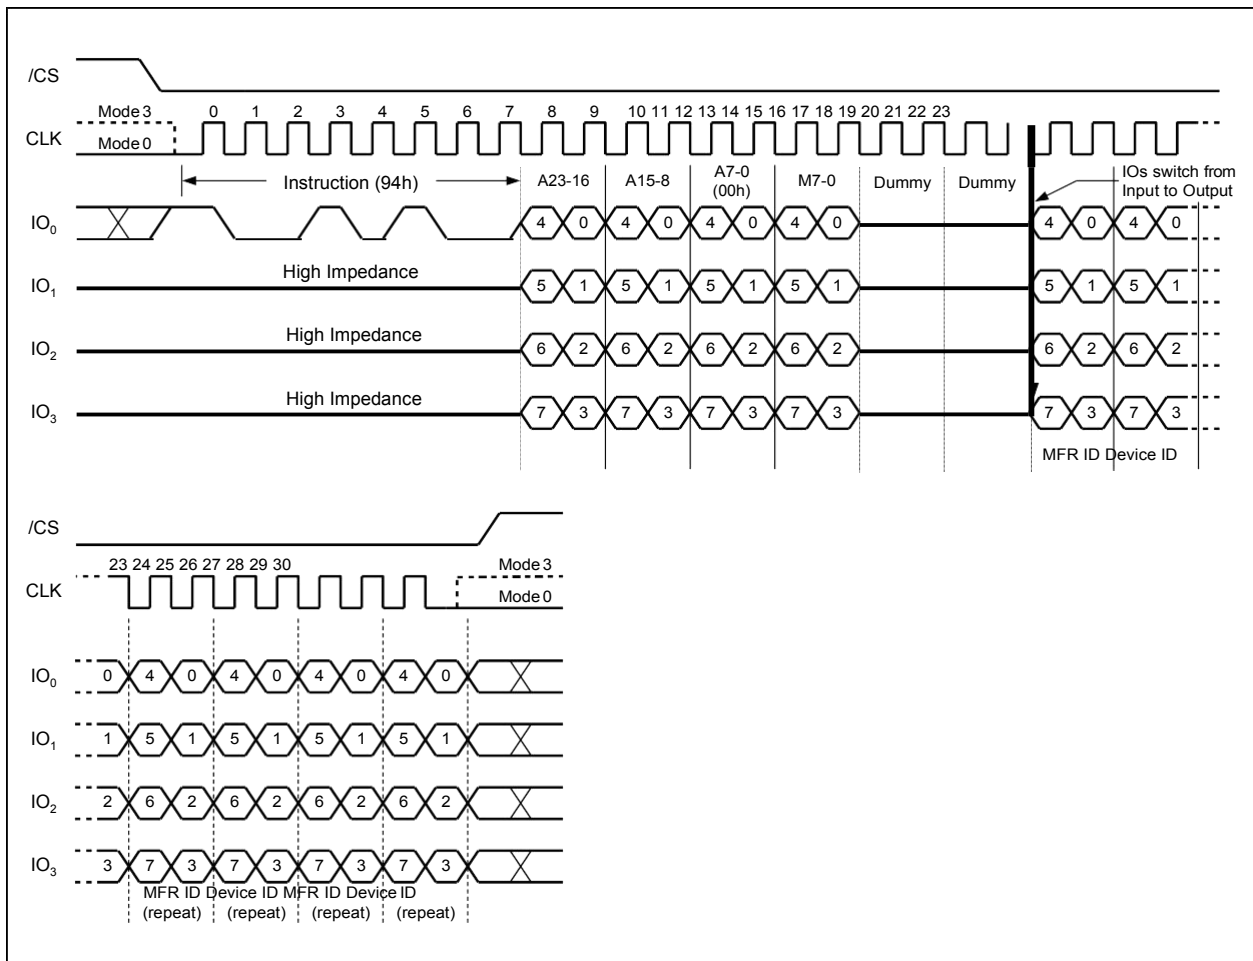 /CS
Mode 3
0 1 2 3 4 5 6 7 8 9 10 11 12 13 14 15 16 17 18 19 20 21 22 23
CLK
Mode 0
Instruction (94h)
A23-16 A15-8 A7-0 M7-0 Dummy Dummy
(00h)
IOs switch from
Input to Output
IO0 4 0 4 0 4 0 4 0 4 0 4 0
High Impedance
IO1 5 1 5 1 5 1 5 1 5 1 5 1
High Impedance
IO2 6 2 6 2 6 2 6 2 6 2 6 2
High Impedance
IO3 7 3 7 3 7 3 7 3 7 3 7 3
MFR ID Device ID
/CS
23 24 25 26 27 28 29 30
Mode 3
CLK
Mode 0
IO0 0 4 0 4 0 4 0 4 0
IO1 1 5 1 5 1 5 1 5 1
IO2 2 6 2 6 2 6 2 6 2
IO3 3 7 3 7 3 7 3 7 3
MFR ID Device ID MFR ID Device ID
(repeat) (repeat) (repeat) (repeat)